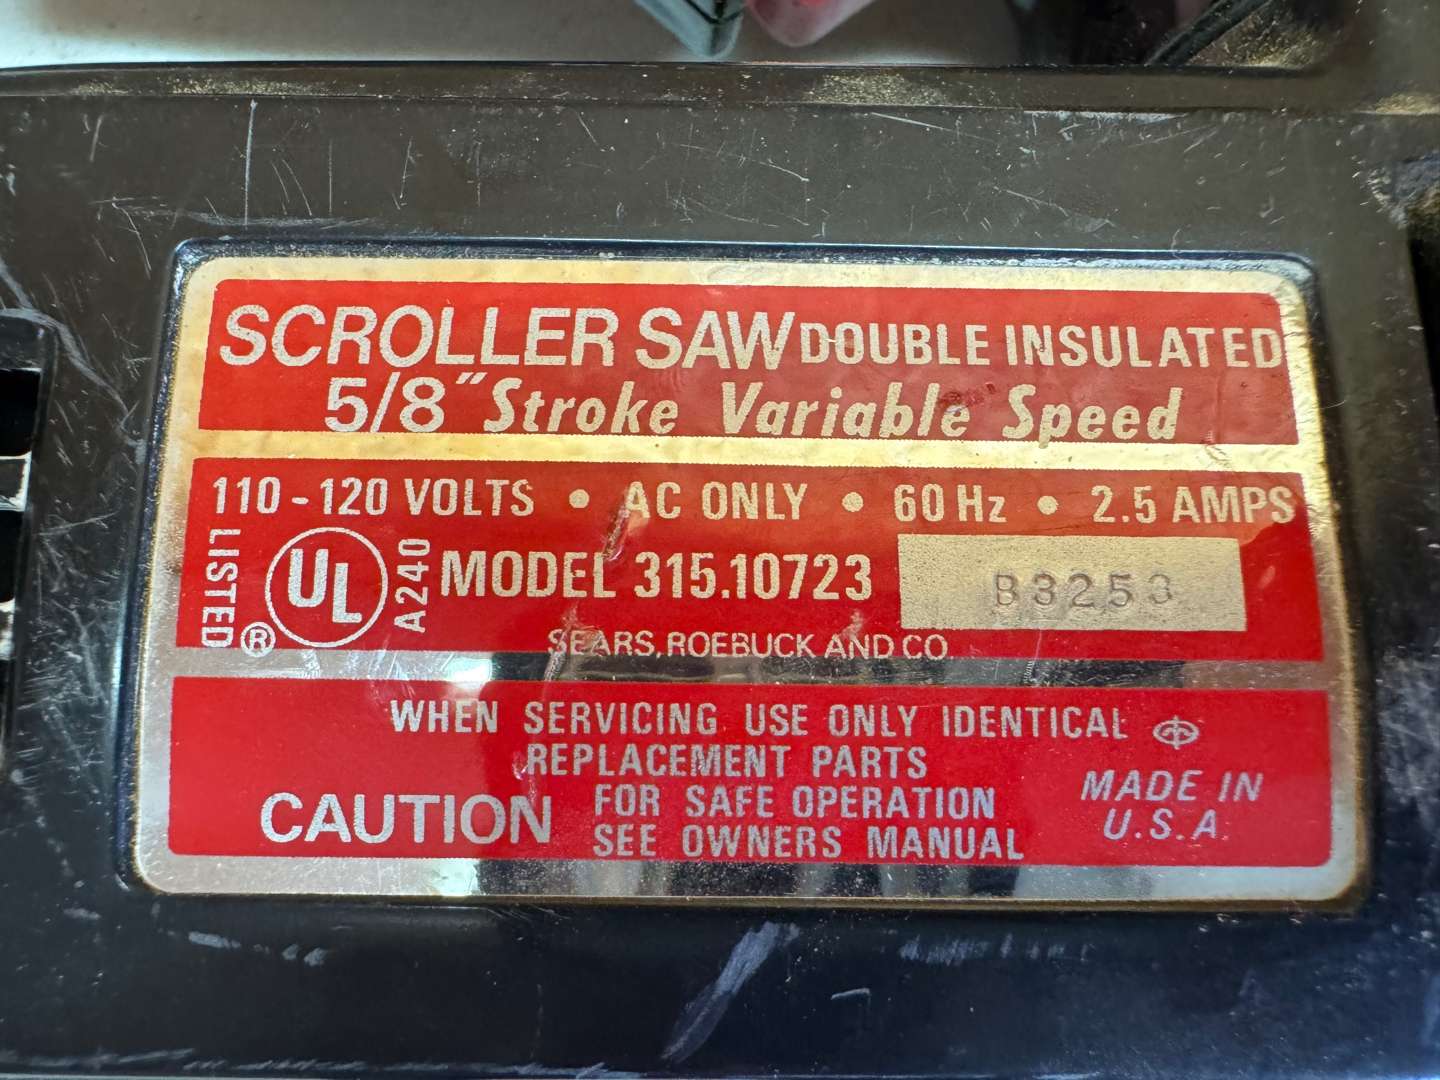 SCROLLER SAW DOUBLE INSULATED
5/8" Stroke Variable Speed
110-120 VOLTS • AC ONLY • 60 Hz • 2.5 AMPS
LISTED UL ® A240 MODEL 315.10723 B3253
SEARS, ROEBUCK AND CO
WHEN SERVICING USE ONLY IDENTICAL
REPLACEMENT PARTS
CAUTION FOR SAFE OPERATION
SEE OWNERS MANUAL
MADE IN
U.S.A.